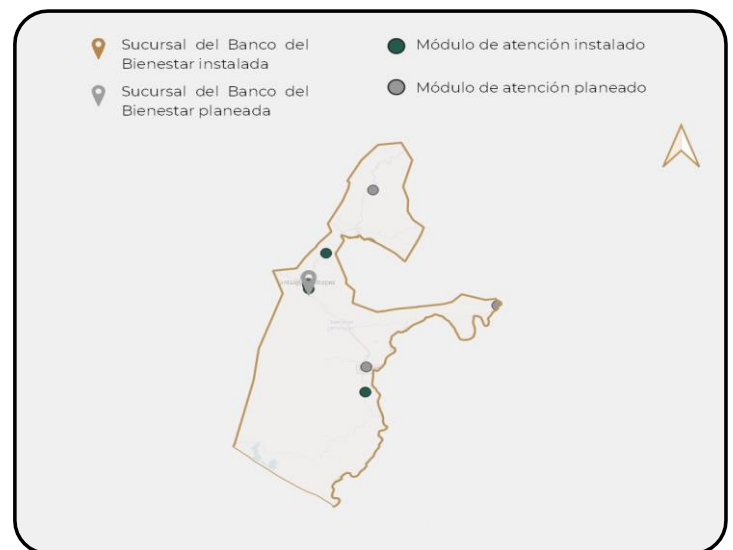 Sucursal del Banco del
Bienestar instalada
Sucursal del Banco del
Bienestar planeada
Módulo de atención instalado
Módulo de atención planeado